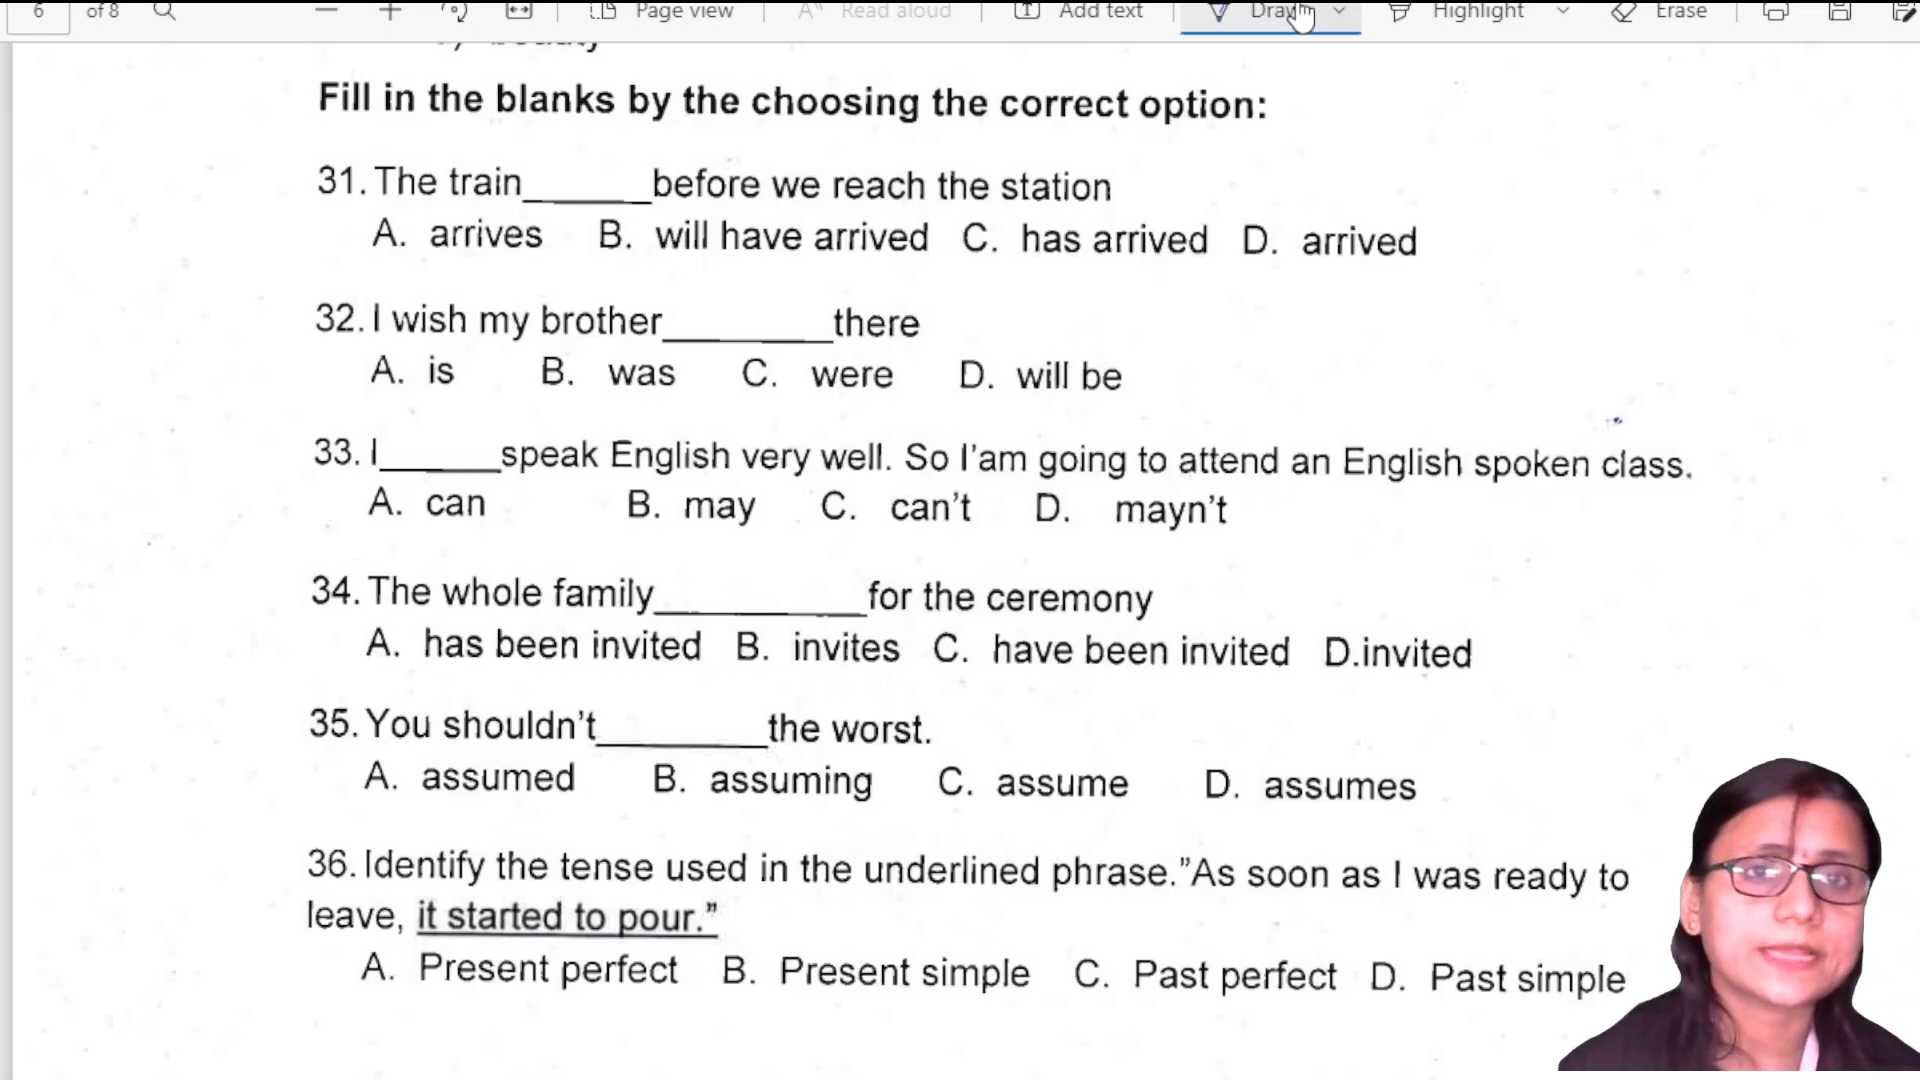 6 of 8 Page view Read aloud Add text Draw Highlight Erase
Fill in the blanks by the choosing the correct option:
31. The train______before we reach the station
A. arrives B. will have arrived C. has arrived D. arrived
32. I wish my brother________there
A. is B. was C. were D. will be
33. I______speak English very well. So I'am going to attend an English spoken class.
A. can B. may C. can't D. mayn't
34. The whole family__________for the ceremony
A. has been invited B. invites C. have been invited D.invited
35. You shouldn't________the worst.
A. assumed B. assuming C. assume D. assumes
36. Identify the tense used in the underlined phrase.”As soon as I was ready to
leave, it started to pour.”
A. Present perfect B. Present simple C. Past perfect D. Past simple